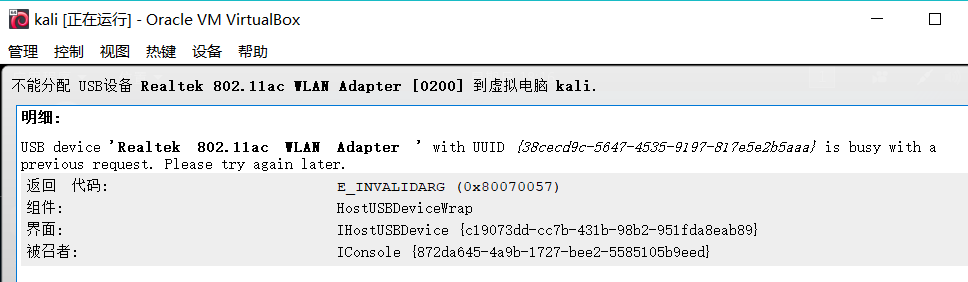 kali [正在运行] - Oracle VM VirtualBox
管理 控制 视图 热键 设备 帮助
不能分配 USB设备 Realtek 802.11ac WLAN Adapter [0200] 到虚拟电脑 kali.
明细:
USB device 'Realtek 802.11ac WLAN Adapter ' with UUID {38cecd9c-5647-4535-9197-817e5e2b5aaa} is busy with a
previous request. Please try again later.
返回 代码: E_INVALIDARG (0x80070057)
组件: HostUSBDeviceWrap
界面: IHostUSBDevice {c19073dd-cc7b-431b-98b2-951fda8eab89}
被召者: IConsole {872da645-4a9b-1727-bee2-5585105b9eed}